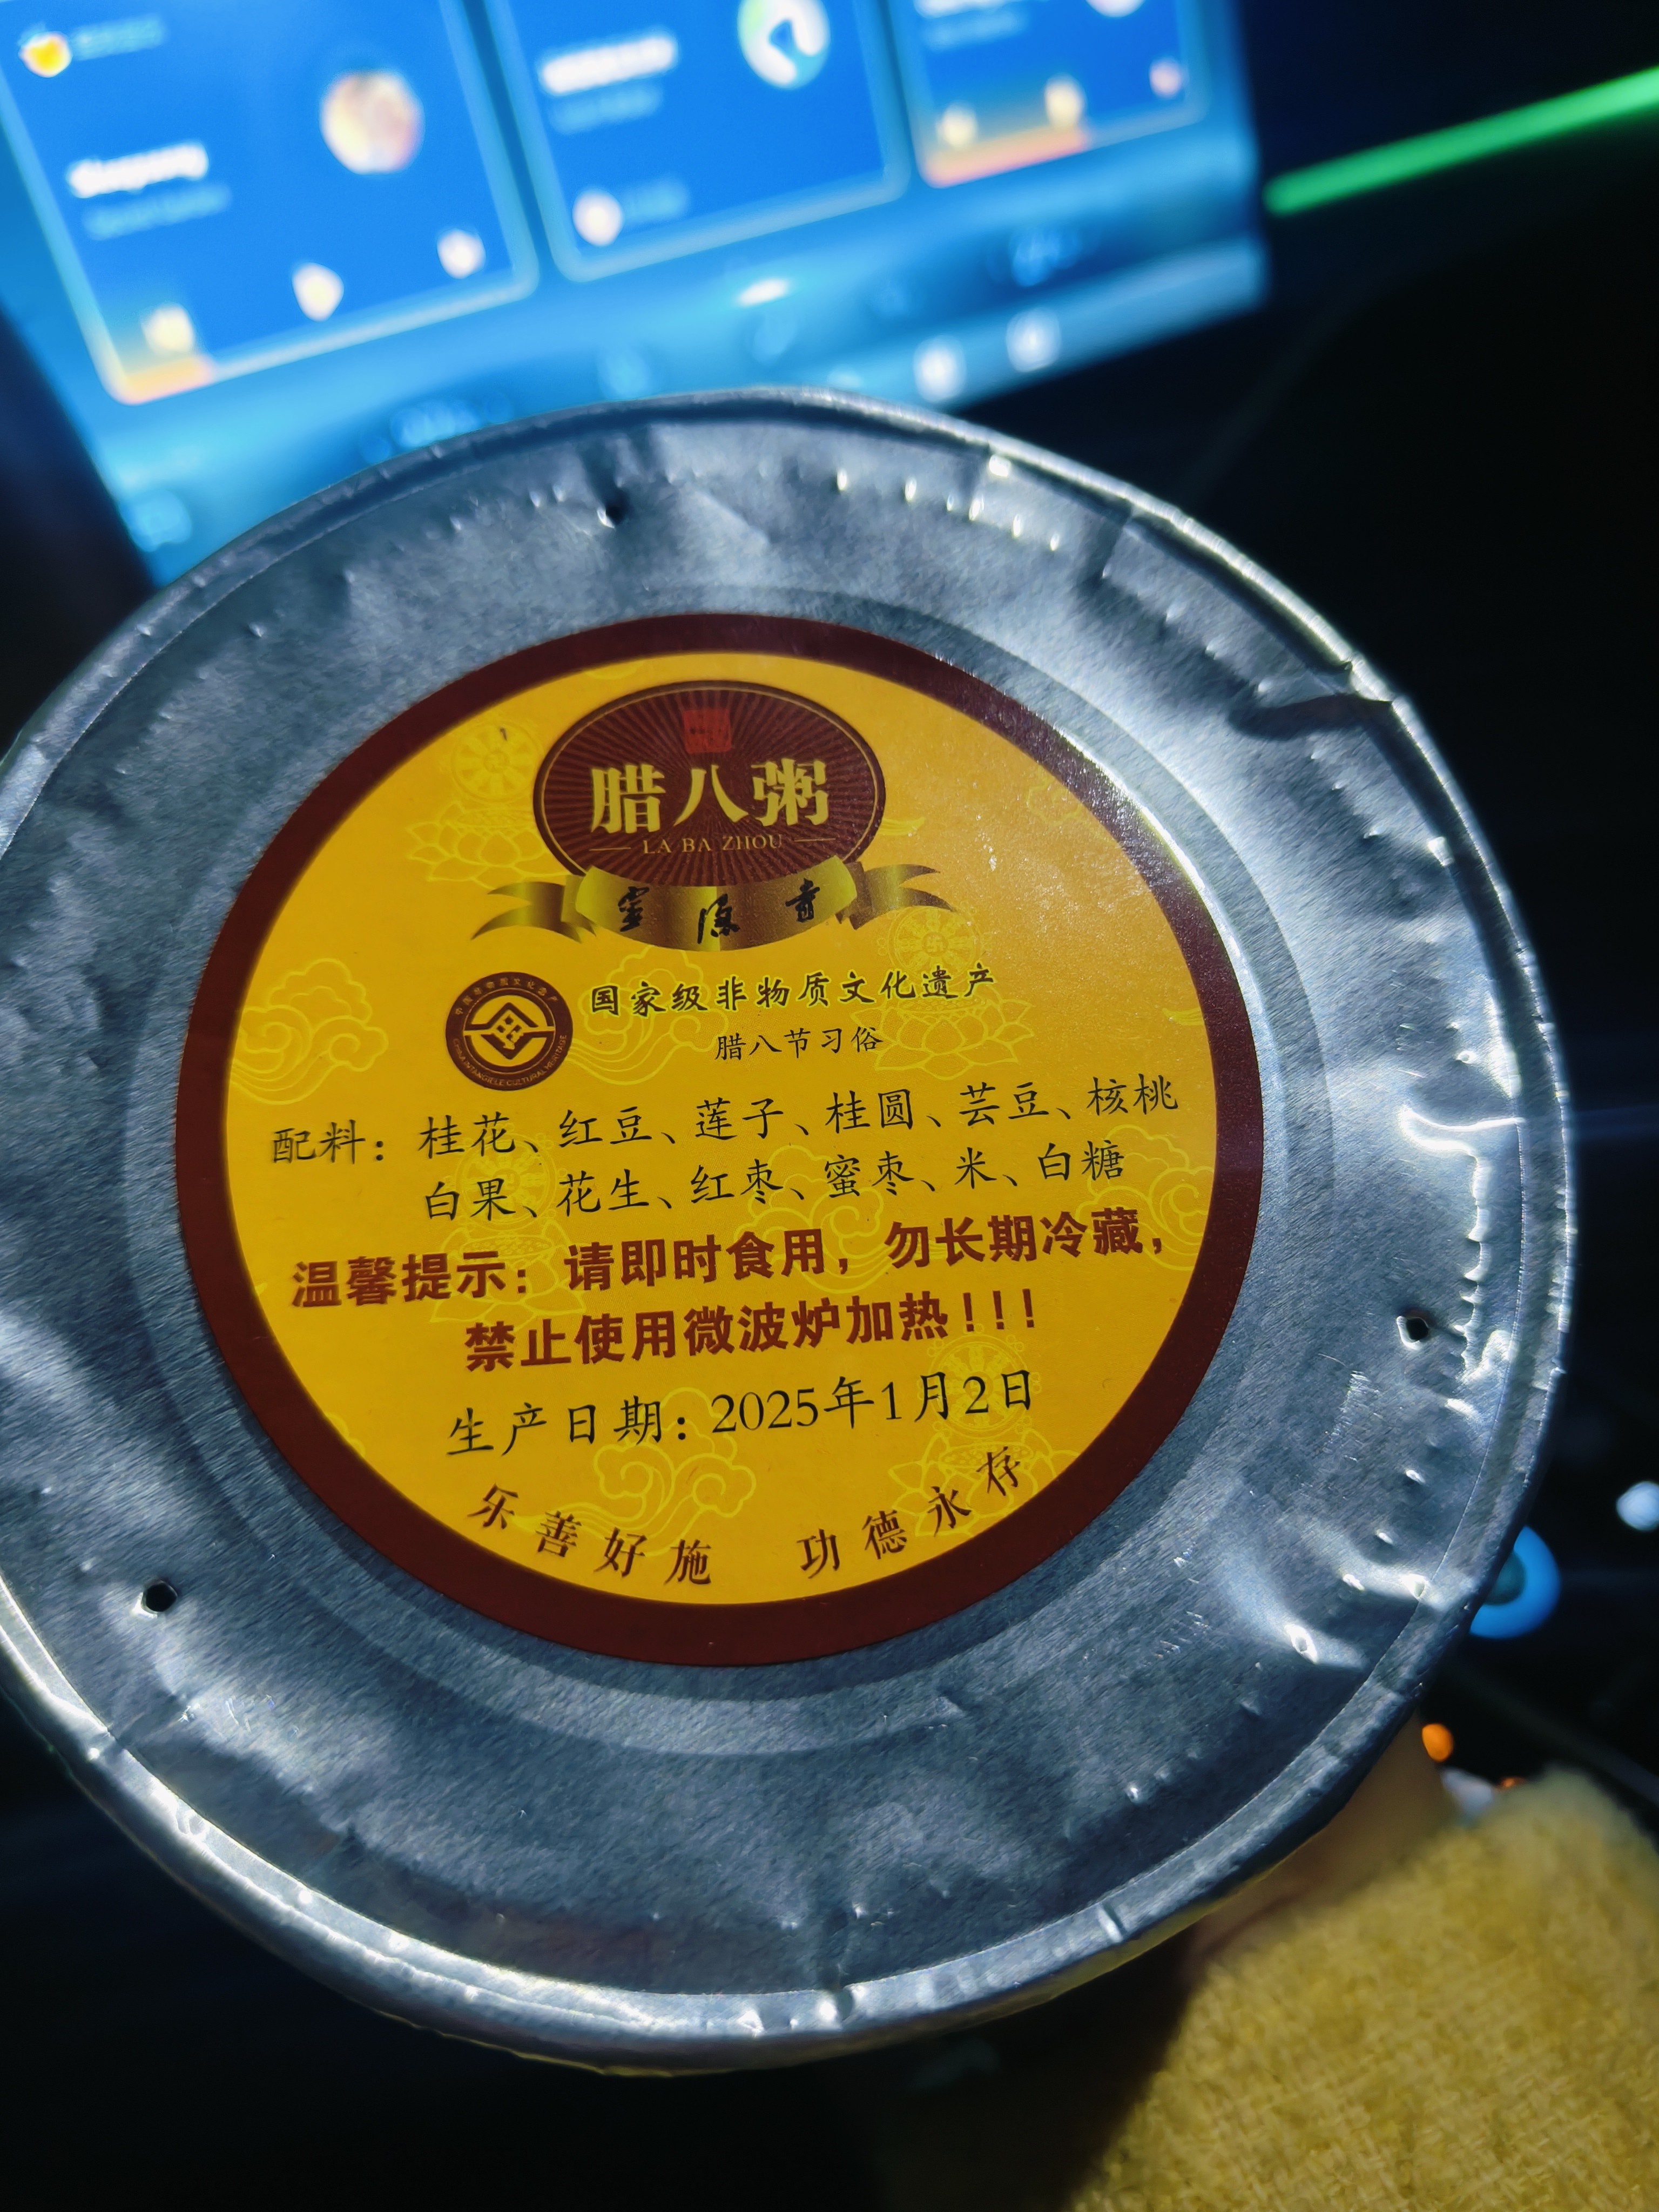 腊八粥
LA BA ZHOU
国家级非物质文化遗产
腊八节习俗
配料：桂花、红豆、莲子、桂圆、芸豆、核桃
白果、花生、红枣、蜜枣、米、白糖
温馨提示：请即时食用，勿长期冷藏，
禁止使用微波炉加热！！！
生产日期：2025年1月2日
乐善好施 功德永存